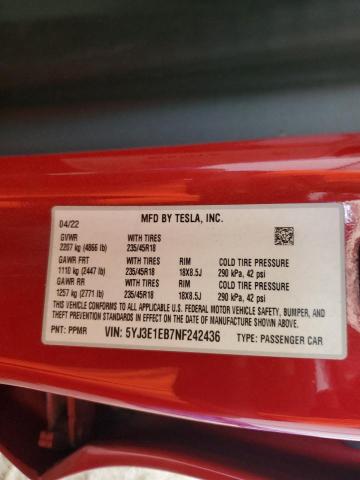 MFD BY TESLA, INC.
04/22
GVWR WITH TIRES
2207 kg (4866 lb) 235/45R18
GAWR FRT WITH TIRES RIM COLD TIRE PRESSURE
1110 kg (2447 lb) 235/45R18 18X8.5J 290 kPa, 42 psi
GAWR RR WITH TIRES RIM COLD TIRE PRESSURE
1257 kg (2771 lb) 235/45R18 18X8.5J 290 kPa, 42 psi
THIS VEHICLE CONFORMS TO ALL APPLICABLE U.S. FEDERAL MOTOR VEHICLE SAFETY, BUMPER, AND
THEFT PREVENTION STANDARDS IN EFFECT ON THE DATE OF MANUFACTURE SHOWN ABOVE.
PNT: PPMR VIN: 5YJ3E1EB7NF242436 TYPE: PASSENGER CAR